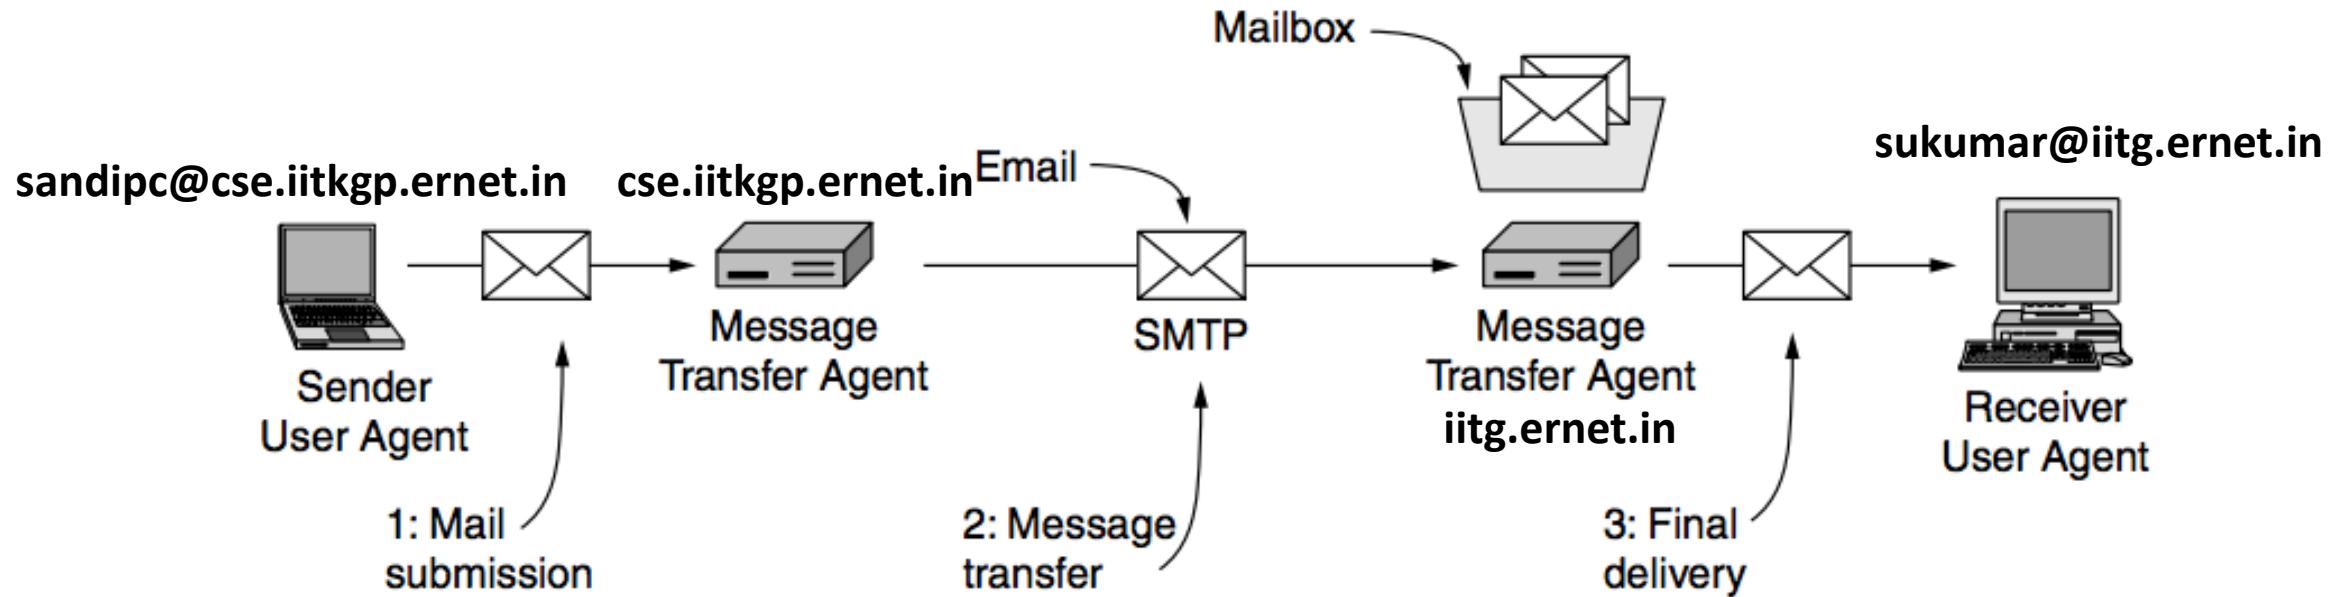 Mailbox
sukumar@iitg.ernet.in
sandipc@cse.iitkgp.ernet.in
cse.iitkgp.ernet.in
Email
Sender
User Agent
Message
Transfer Agent
SMTP
Message
Transfer Agent
iitg.ernet.in
Receiver
User Agent
1: Mail
submission
2: Message
transfer
3: Final
delivery